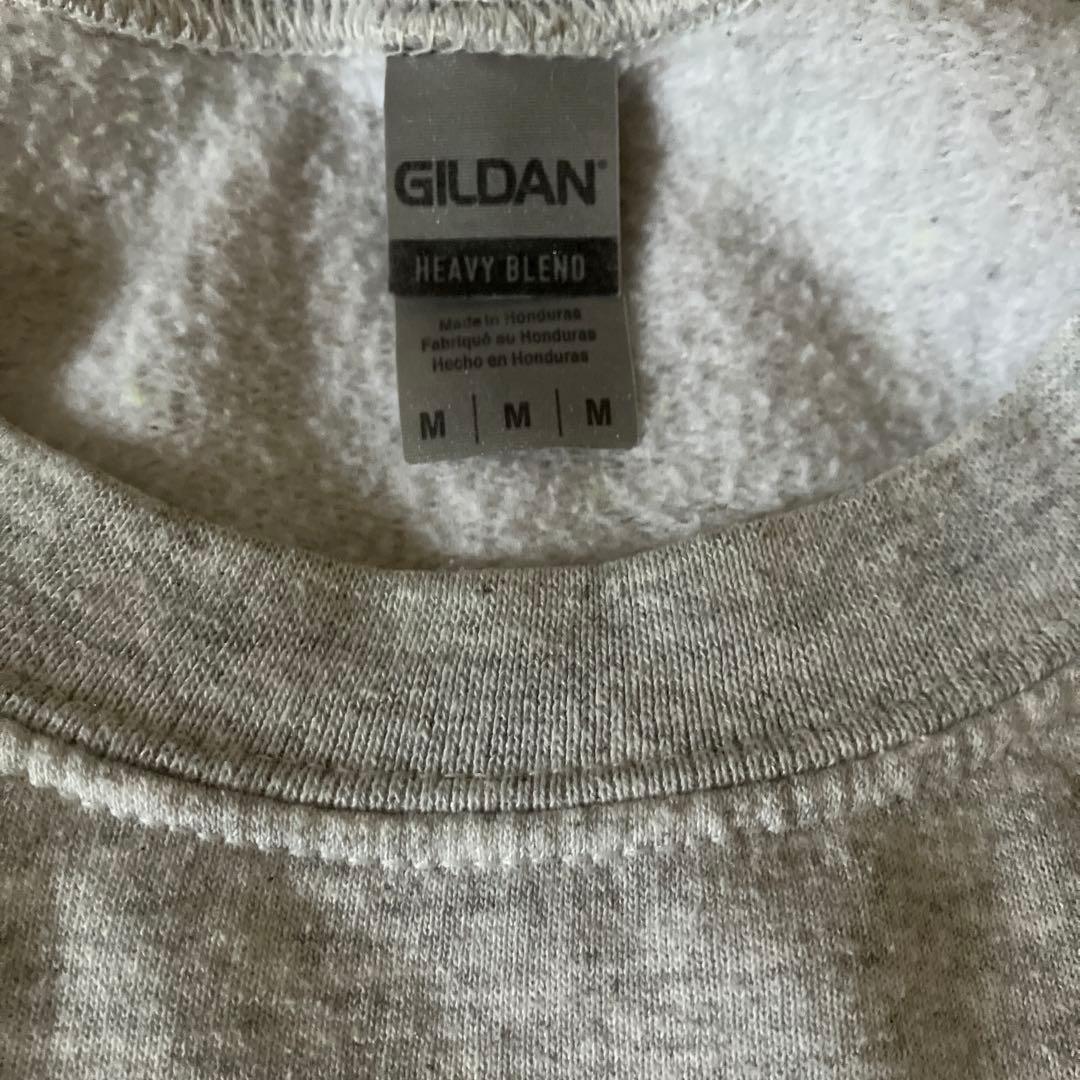 GILDAN®
HEAVY BLEND
Made in Honduras
Fabriqué au Honduras
Hecho en Honduras
M | M | M